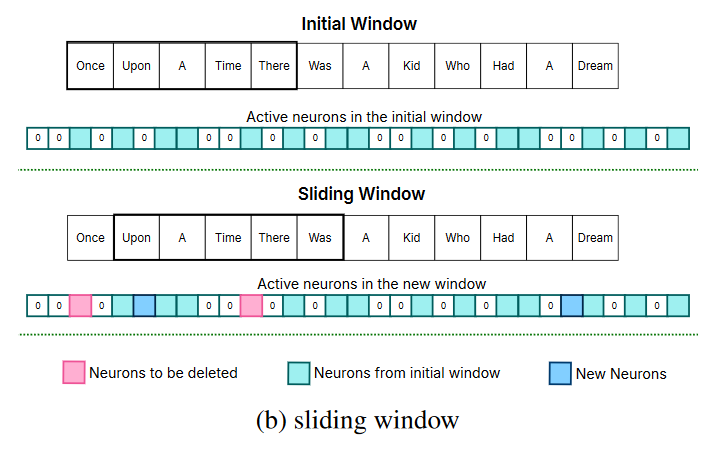 Initial Window
Once Upon A Time There Was A Kid Who Had A Dream
Active neurons in the initial window
0 0 0 0 0 0 0 0 0 0 0 0 0 0 0 0
Sliding Window
Once Upon A Time There Was A Kid Who Had A Dream
Active neurons in the new window
0 0 0 0 0 0 0 0 0 0 0 0 0 0
Neurons to be deleted Neurons from initial window New Neurons
(b) sliding window